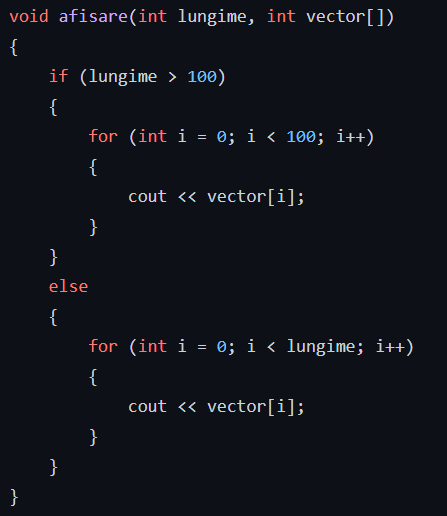 void afisare(int lungime, int vector[])
{
    if (lungime > 100)
    {
        for (int i = 0; i < 100; i++)
        {
            cout << vector[i];
        }
    }
    else
    {
        for (int i = 0; i < lungime; i++)
        {
            cout << vector[i];
        }
    }
}